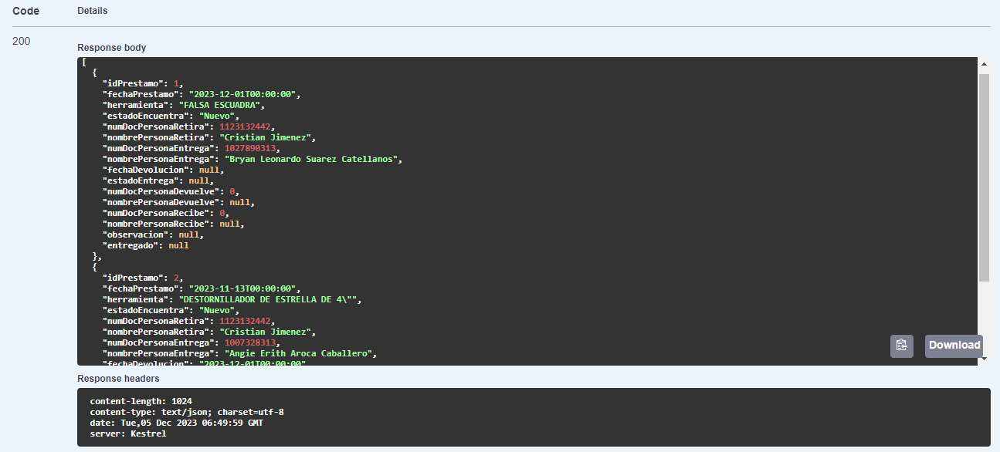 Code Details
200
Response body
[
  {
    "idPrestamo": 1,
    "fechaPrestamo": "2023-12-01T00:00:00",
    "herramienta": "FALSA ESCUADRA",
    "estadoEncuentra": "Nuevo",
    "numDocPersonaRetira": 1123132442,
    "nombrePersonaRetira": "Cristian Jimenez",
    "numDocPersonaEntrega": 1027890313,
    "nombrePersonaEntrega": "Bryan Leonardo Suarez Catellanos",
    "fechaDevolucion": null,
    "estadoEntrega": null,
    "numDocPersonaDevuelve": 0,
    "nombrePersonaDevuelve": null,
    "numDocPersonaRecibe": 0,
    "nombrePersonaRecibe": null,
    "observacion": null,
    "entregado": null
  },
  {
    "idPrestamo": 2,
    "fechaPrestamo": "2023-11-13T00:00:00",
    "herramienta": "DESTORNILLADOR DE ESTRELLA DE 4\"",
    "estadoEncuentra": "Nuevo",
    "numDocPersonaRetira": 1123132442,
    "nombrePersonaRetira": "Cristian Jimenez",
    "numDocPersonaEntrega": 1007328313,
    "nombrePersonaEntrega": "Angie Erith Aroca Caballero",
    "fechaDevolucion": "2023-12-01T00:00:00"
Download
Response headers
content-length: 1024
content-type: text/json; charset=utf-8
date: Tue,05 Dec 2023 06:49:59 GMT
server: Kestrel